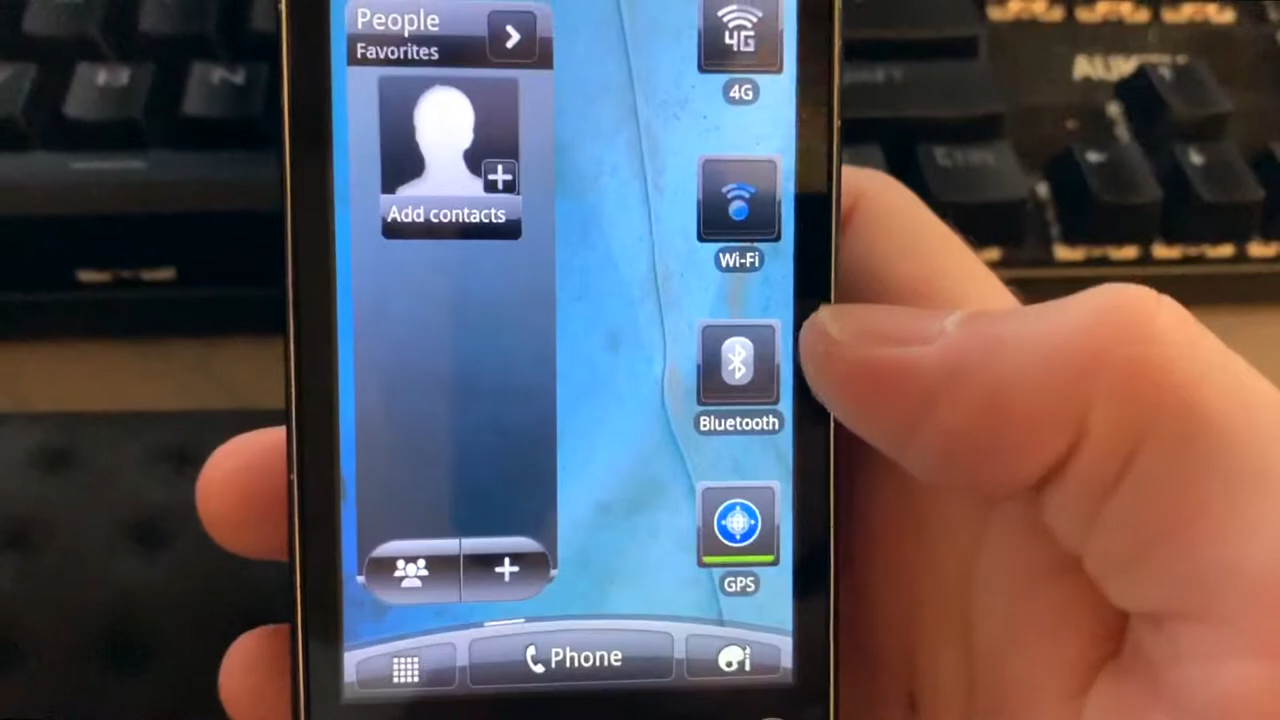 People
Favorites
4G
4G
Add contacts
Wi-Fi
Bluetooth
GPS
Phone
N